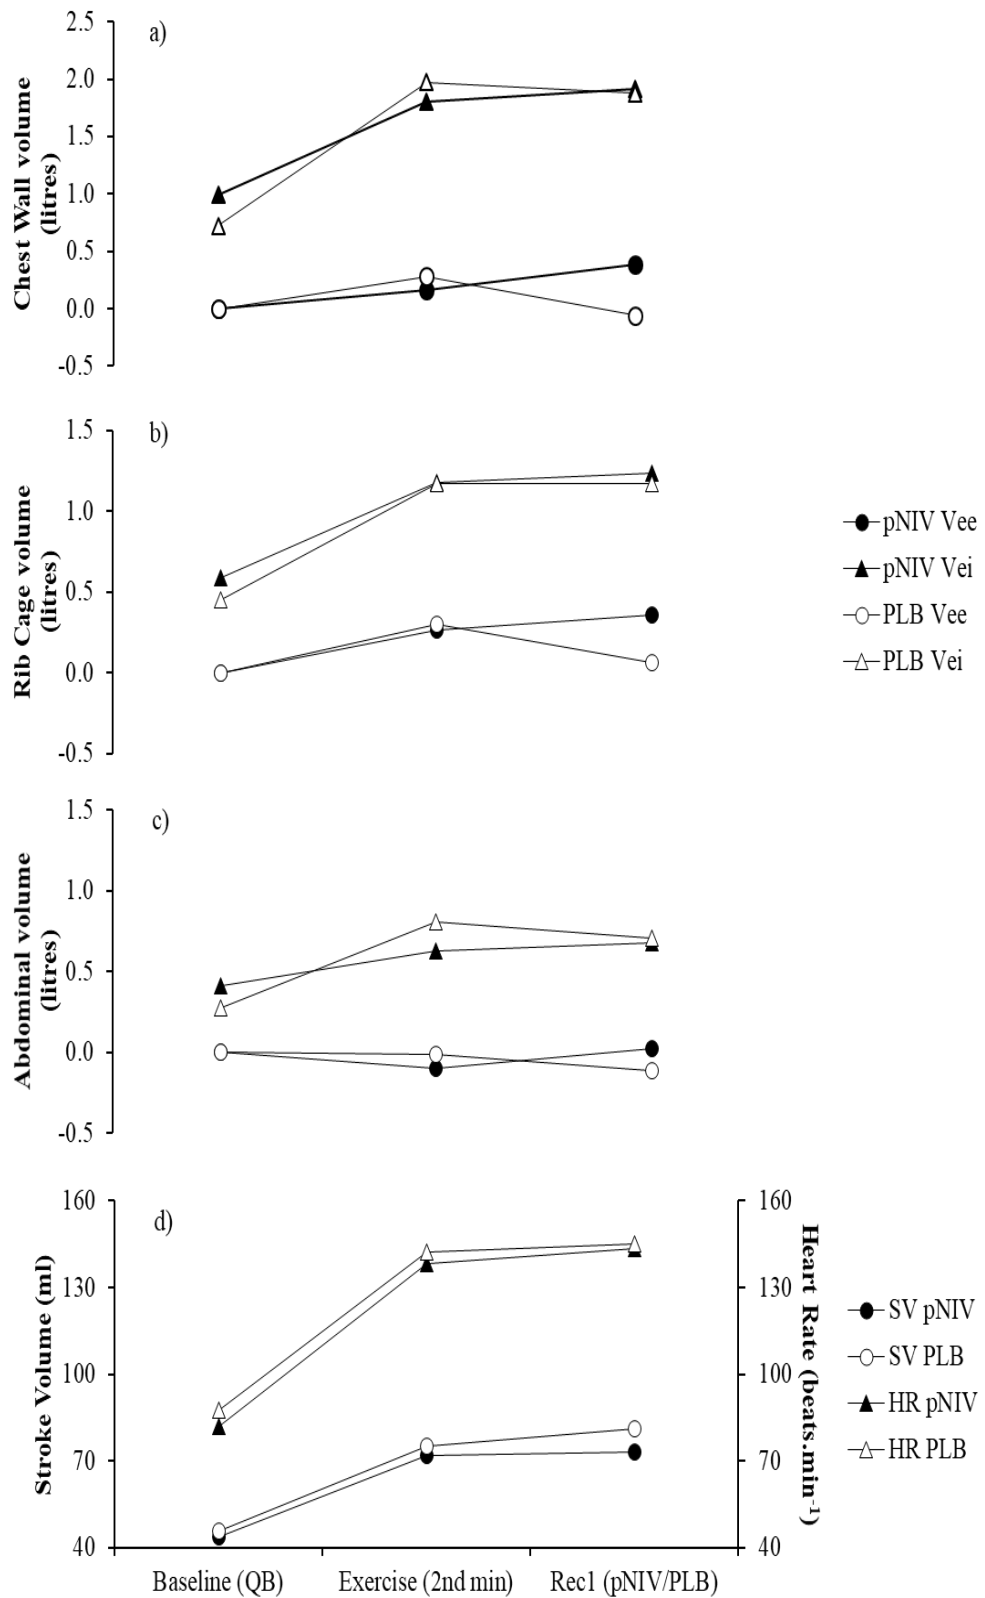 a)
2.5
2.0
1.5
1.0
0.5
0.0
-0.5
Chest Wall volume
(litres)
b)
1.5
1.0
0.5
0.0
-0.5
Rib Cage volume
(litres)
pNIV Vee
pNIV Vei
PLB Vee
PLB Vei
c)
1.5
1.0
0.5
0.0
-0.5
Abdominal volume
(litres)
d)
160
130
100
70
40
Stroke Volume (ml)
160
130
100
70
40
Heart Rate (beats.min⁻¹)
SV pNIV
SV PLB
HR pNIV
HR PLB
Baseline (QB) Exercise (2nd min) Rec1 (pNIV/PLB)